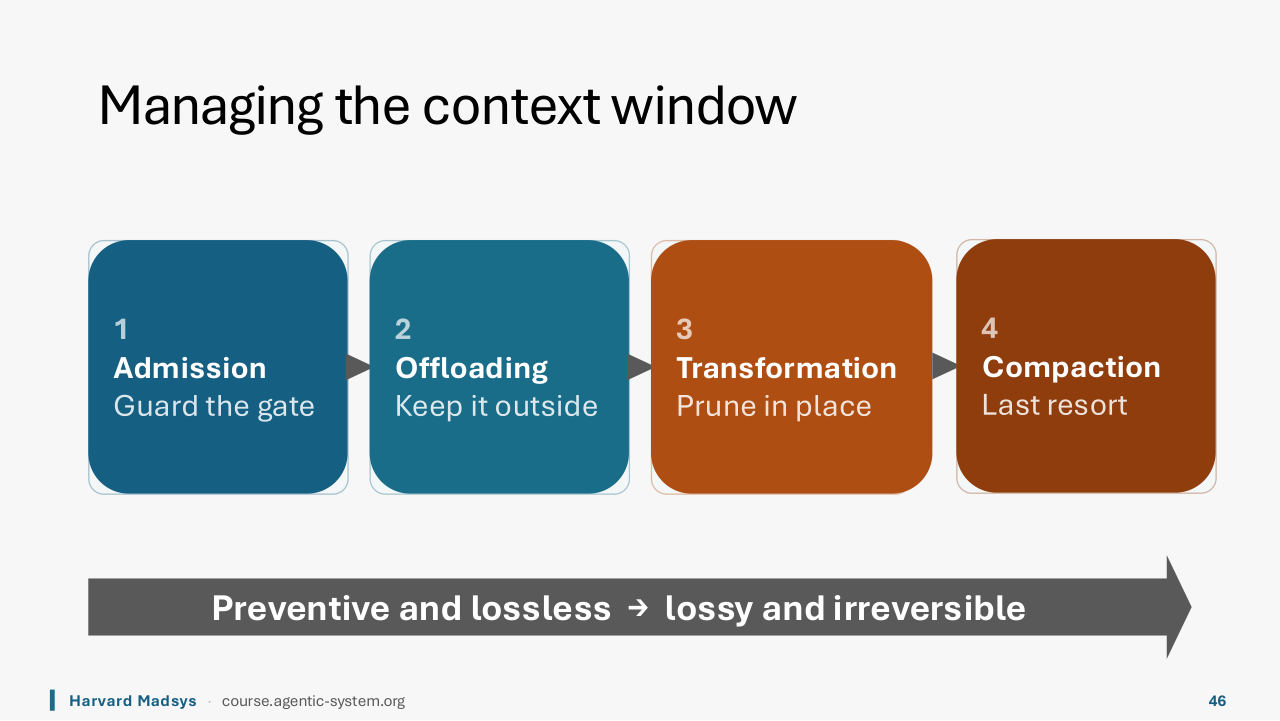 Managing the context window
1
Admission
Guard the gate
2
Offloading
Keep it outside
3
Transformation
Prune in place
4
Compaction
Last resort
Preventive and lossless → lossy and irreversible
Harvard Madsys · course.agentic-system.org
46